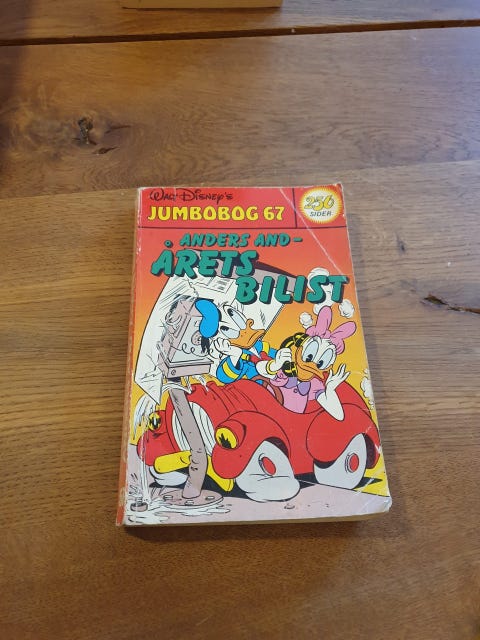 Walt Disney's
JUMBOBOG 67
256
SIDER
ANDERS AND-
ÅRETS
BILIST